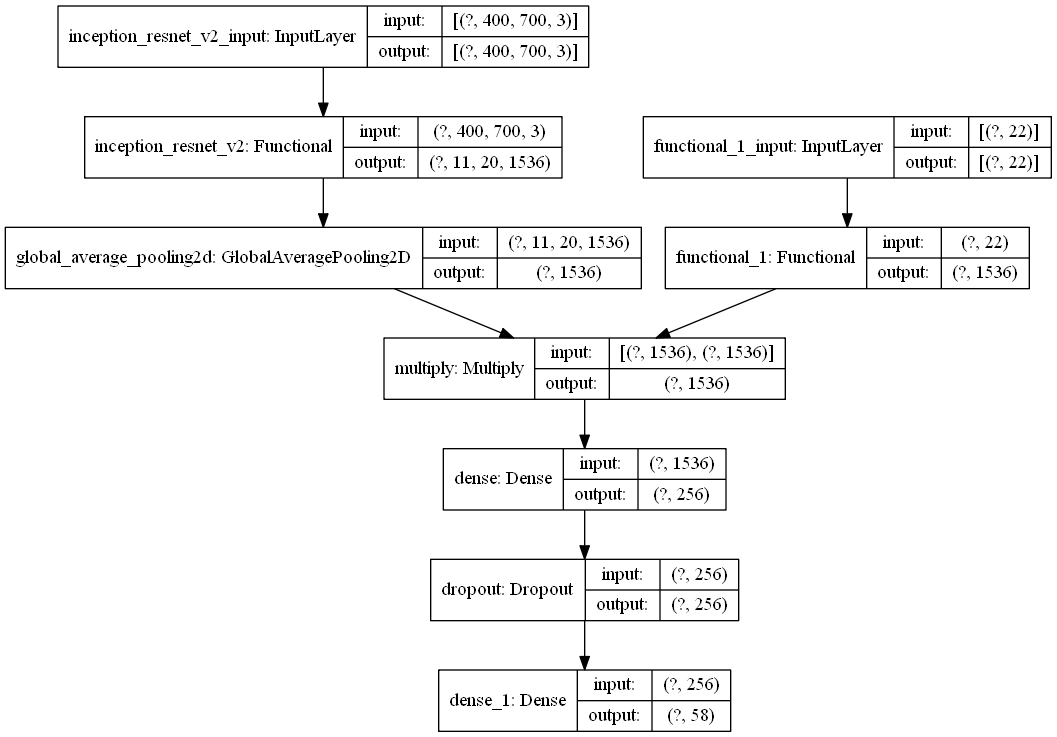 inception_resnet_v2_input: InputLayer
input:
[(?, 400, 700, 3)]
output:
[(?, 400, 700, 3)]
inception_resnet_v2: Functional
input:
(?, 400, 700, 3)
output:
(?, 11, 20, 1536)
functional_1_input: InputLayer
input:
[(?, 22)]
output:
[(?, 22)]
global_average_pooling2d: GlobalAveragePooling2D
input:
(?, 11, 20, 1536)
output:
(?, 1536)
functional_1: Functional
input:
(?, 22)
output:
(?, 1536)
multiply: Multiply
input:
[(?, 1536), (?, 1536)]
output:
(?, 1536)
dense: Dense
input:
(?, 1536)
output:
(?, 256)
dropout: Dropout
input:
(?, 256)
output:
(?, 256)
dense_1: Dense
input:
(?, 256)
output:
(?, 58)